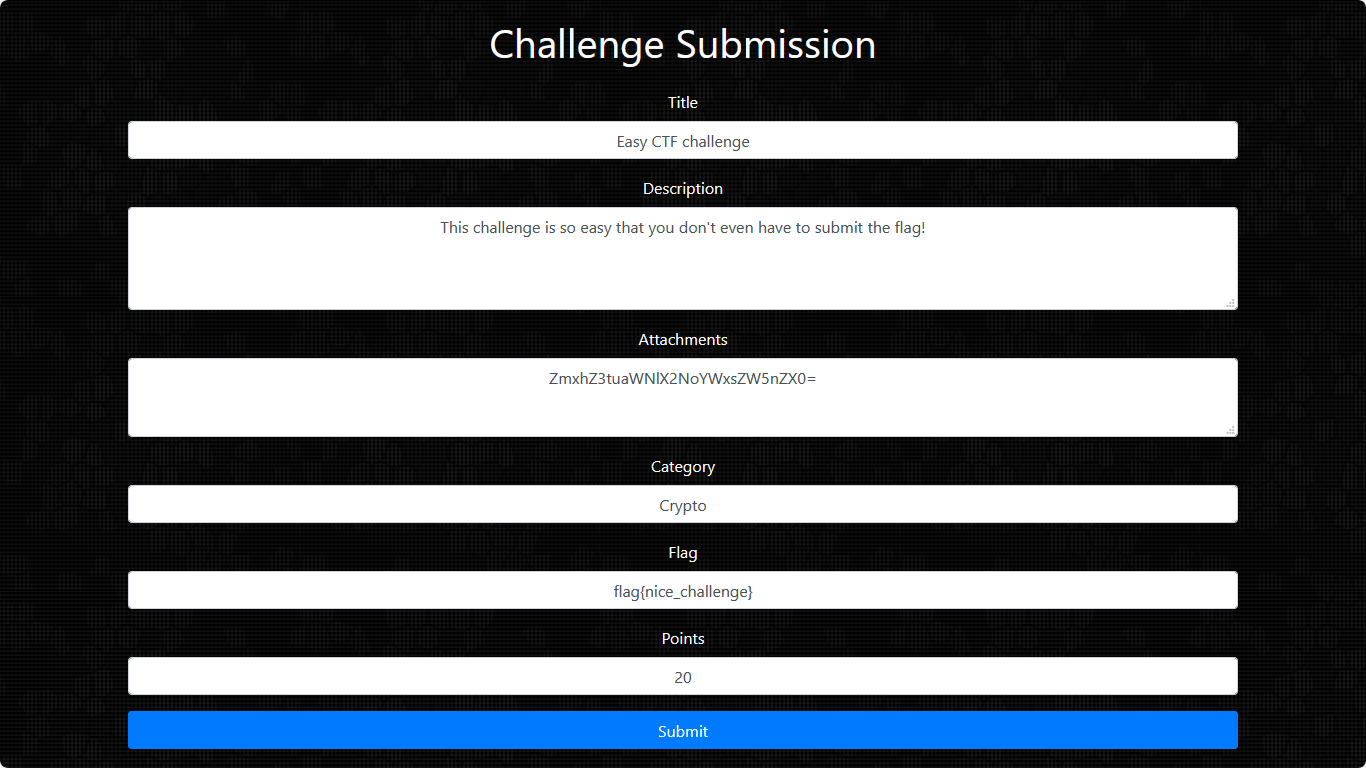 Challenge Submission
Title
Easy CTF challenge
Description
This challenge is so easy that you don't even have to submit the flag!
Attachments
ZmxhZ3tuaWNlX2NoYWxsZW5nZX0=
Category
Crypto
Flag
flag{nice_challenge}
Points
20
Submit